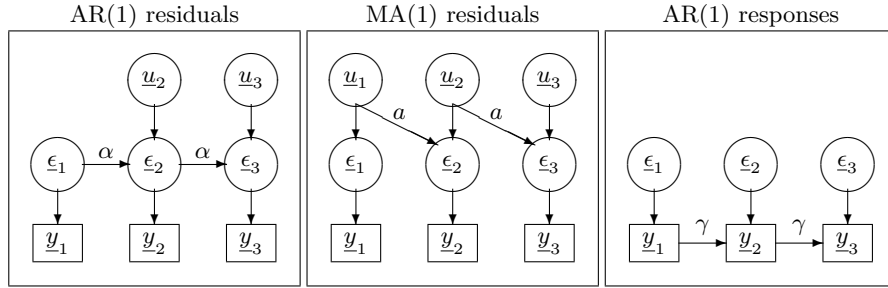 AR(1) residuals MA(1) residuals AR(1) responses
u₂ u₃ u₁ u₂ u₃
a a
ϵ₁ α ϵ₂ α ϵ₃ ϵ₁ ϵ₂ ϵ₃ ϵ₁ ϵ₂ ϵ₃
y₁ y₂ y₃ y₁ y₂ y₃ y₁ γ y₂ γ y₃